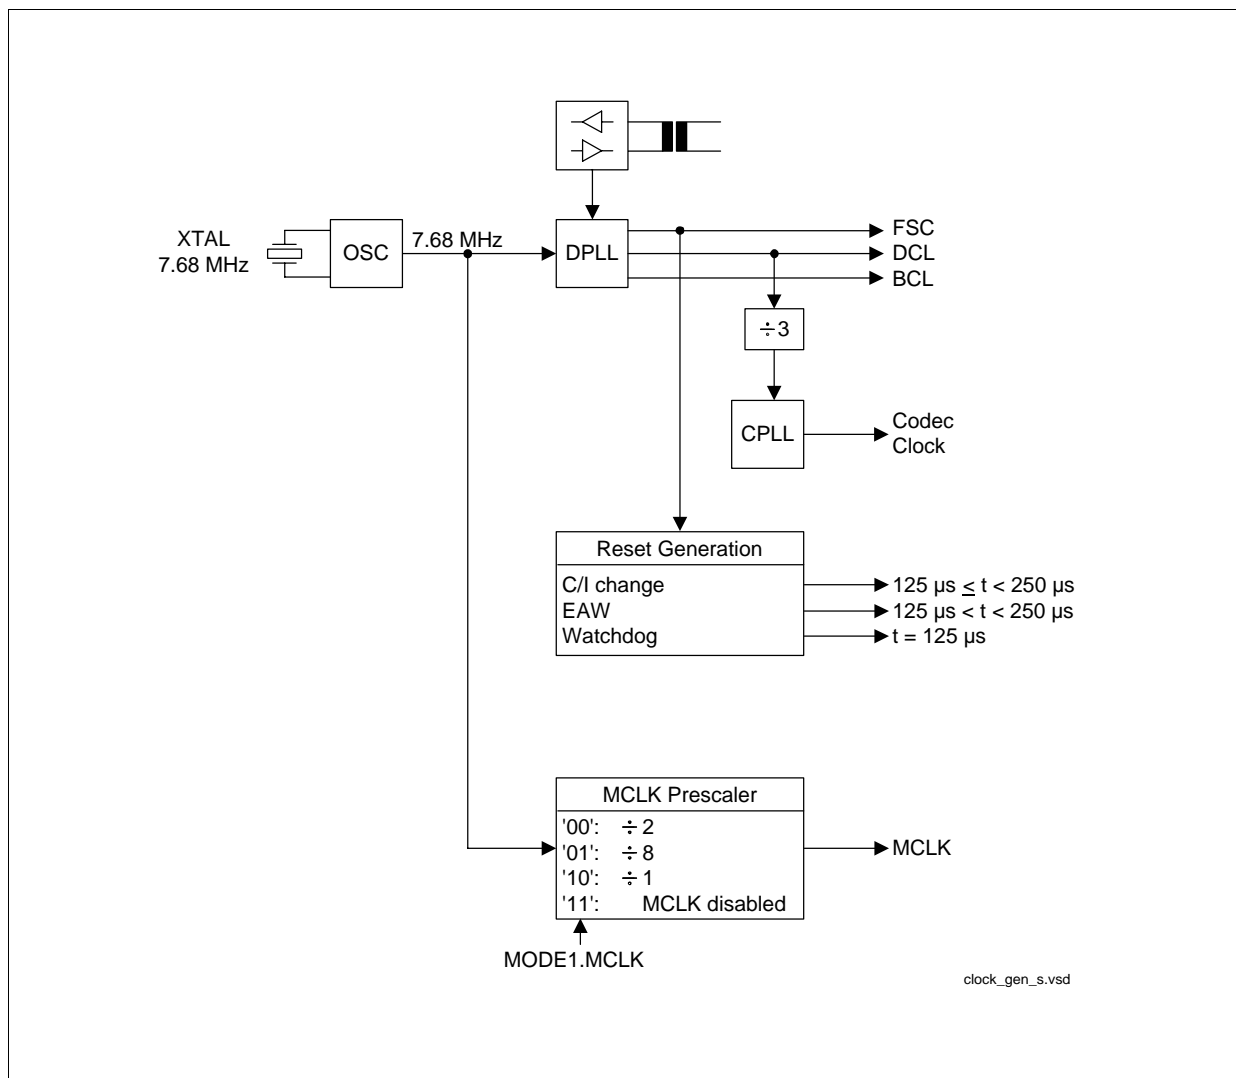 XTAL
7.68 MHz
OSC
7.68 MHz
DPLL
FSC
DCL
BCL
÷3
CPLL
Codec
Clock
Reset Generation
C/I change
125 µs ≤ t < 250 µs
EAW
125 µs < t < 250 µs
Watchdog
t = 125 µs
MCLK Prescaler
'00': ÷2
'01': ÷8
'10': ÷1
'11': MCLK disabled
MCLK
MODE1.MCLK
clock_gen_s.vsd